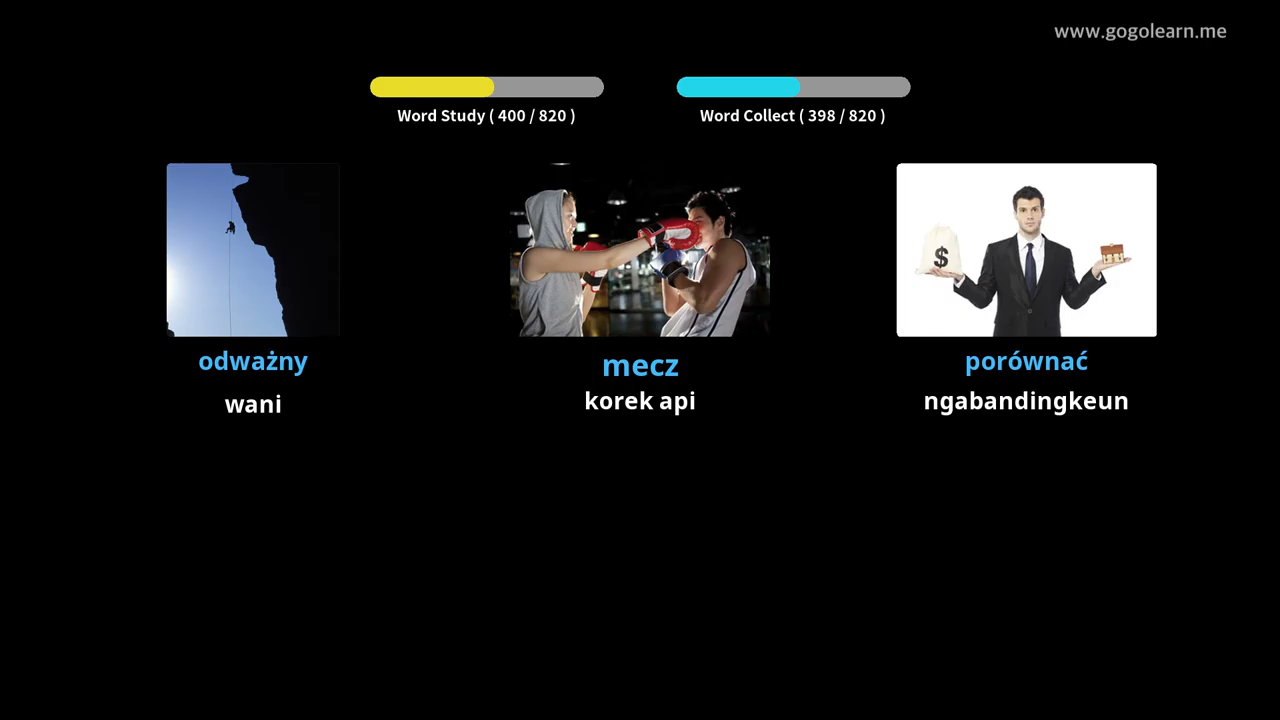 www.gogolearn.me
Word Study ( 400 / 820 )
Word Collect ( 398 / 820 )
odważny
mecz
porównać
wani
korek api
ngabandingkeun
$